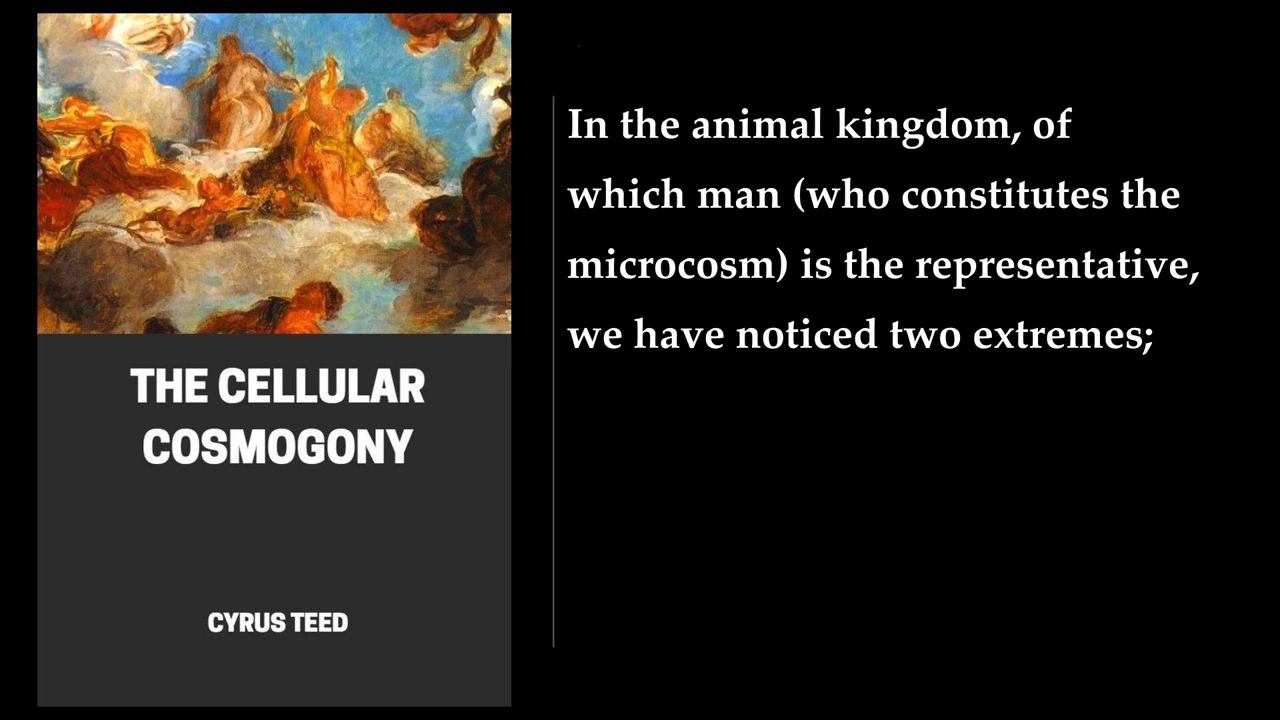 THE CELLULAR
COSMOGONY
CYRUS TEED
In the animal kingdom, of
which man (who constitutes the
microcosm) is the representative,
we have noticed two extremes;